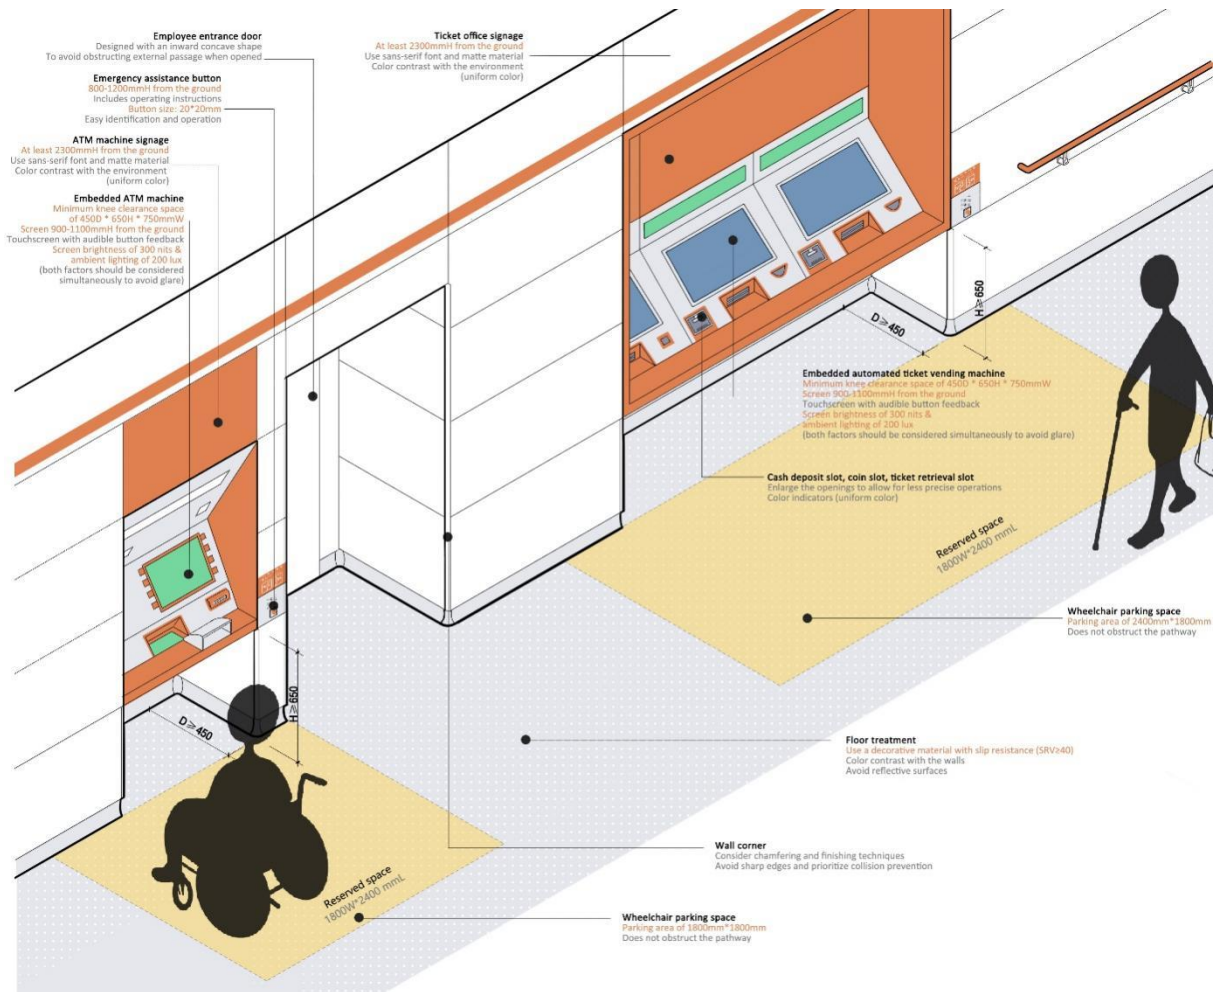 Employee entrance door
Designed with an inward concave shape
To avoid obstructing external passage when opened
Emergency assistance button
800-1200mmH from the ground
Includes operating instructions
Button size: 20*20mm
Easy identification and operation
ATM machine signage
At least 2300mmH from the ground
Use sans-serif font and matte material
Color contrast with the environment
(uniform color)
Embedded ATM machine
Minimum knee clearance space
of 450D * 650H * 750mmW
Screen 900-1100mmH from the ground
Touchscreen with audible button feedback
Screen brightness of 300 nits &
ambient lighting of 200 lux
(both factors should be considered
simultaneously to avoid glare)
Ticket office signage
At least 2300mmH from the ground
Use sans-serif font and matte material
Color contrast with the environment
(uniform color)
H≥650
D≥450
Embedded automated ticket vending machine
Minimum knee clearance space of 450D * 650H * 750mmW
Screen 900-1100mmH from the ground
Touchscreen with audible button feedback
Screen brightness of 300 nits &
ambient lighting of 200 lux
(both factors should be considered simultaneously to avoid glare)
Cash deposit slot, coin slot, ticket retrieval slot
Enlarge the openings to allow for less precise operations
Color indicators (uniform color)
Reserved space
1800W*2400 mmL
Wheelchair parking space
Parking area of 2400mm*1800mm
Does not obstruct the pathway
H≥650
D≥450
Floor treatment
Use a decorative material with slip resistance (SRV≥40)
Color contrast with the walls
Avoid reflective surfaces
Wall corner
Consider chamfering and finishing techniques
Avoid sharp edges and prioritize collision prevention
Reserved space
1800W*2400 mmL
Wheelchair parking space
Parking area of 1800mm*1800mm
Does not obstruct the pathway